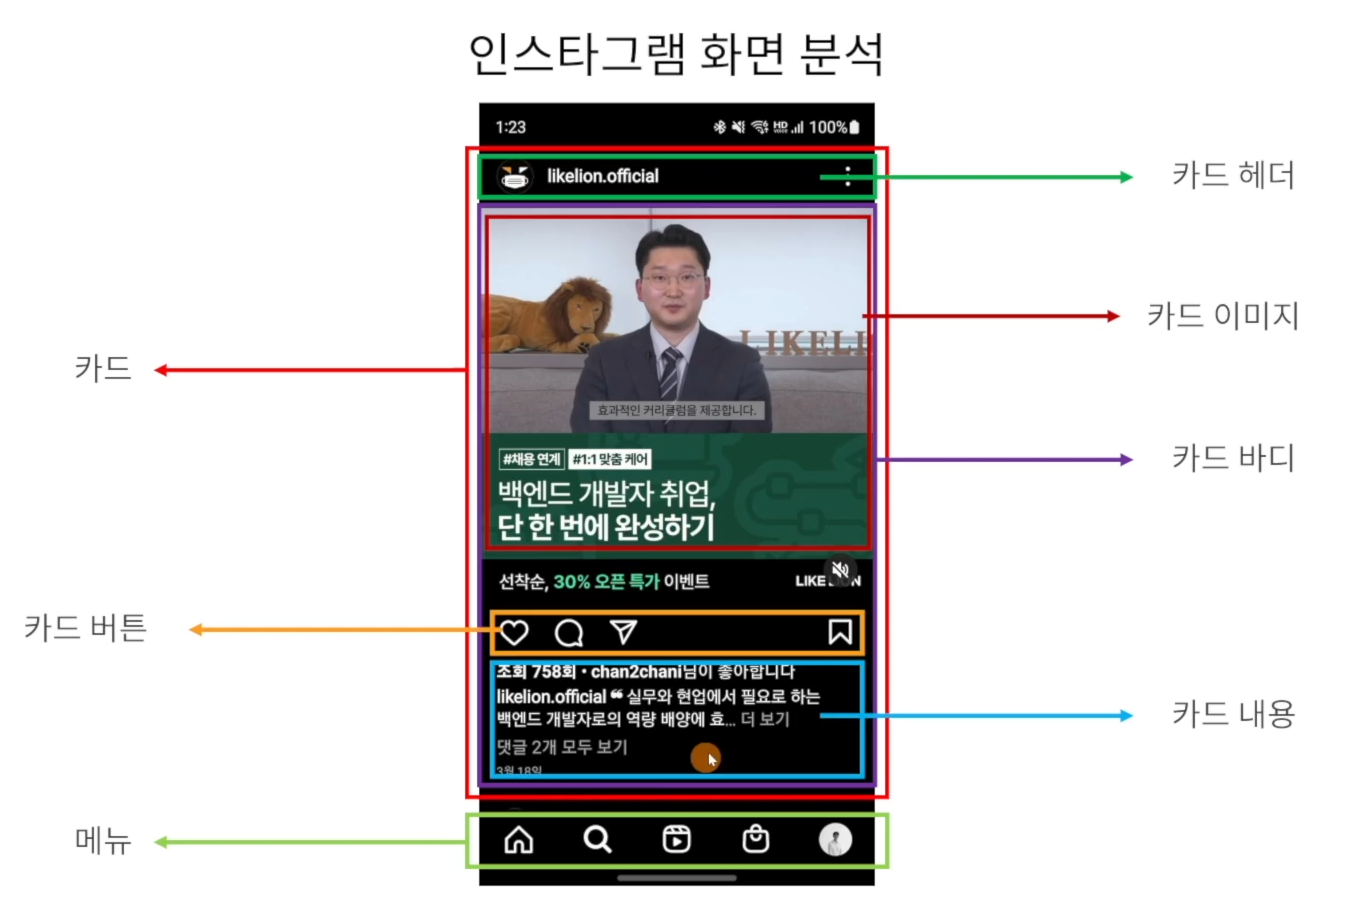 인스타그램 화면 분석
1:23
HD
100%
likelion.official
카드 헤더
카드 이미지
LIKELI
카드
효과적인 커리큘럼을 제공합니다.
#채용 연계
#1:1 맞춤 케어
카드 바디
백엔드 개발자 취업,
단 한 번에 완성하기
선착순, 30% 오픈 특가 이벤트
카드 버튼
조회 758회 • chan2chani님이 좋아합니다
likelion.official ❝ 실무와 현업에서 필요로 하는
백엔드 개발자로의 역량 배양에 효... 더 보기
카드 내용
댓글 2개 모두 보기
3월 18일
메뉴